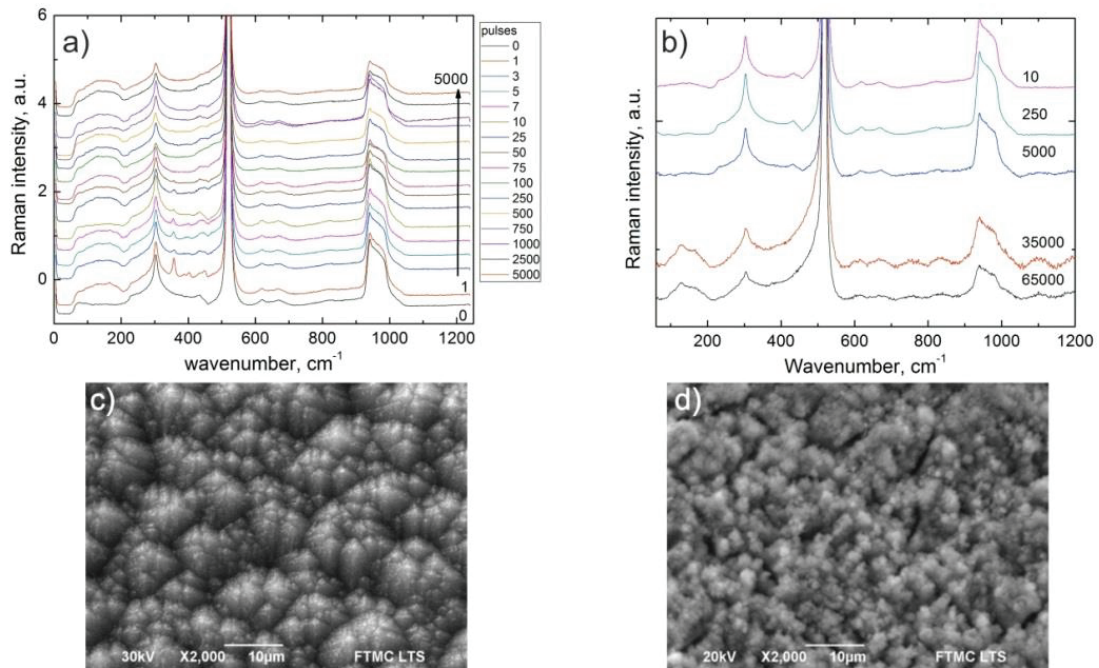 a)
6
4
2
0
Raman intensity, a.u.
5000
1
0
0 200 400 600 800 1000 1200
wavenumber, cm-1
pulses
0
1
3
5
7
10
25
50
75
100
250
500
750
1000
2500
5000
b)
Raman intensity, a.u.
10
250
5000
35000
65000
200 400 600 800 1000 1200
Wavenumber, cm-1
c)
30kV X2,000 10μm FTMC LTS
d)
20kV X2,000 10μm FTMC LTS